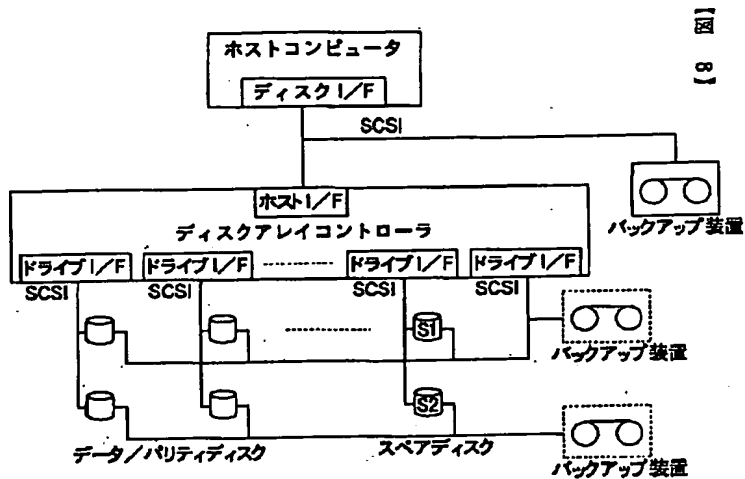 【図 8】
ホストコンピュータ
ディスクI/F
SCSI
ホストI/F
バックアップ装置
ディスクアレイコントローラ
ドライブI/F ドライブI/F ドライブI/F ドライブI/F
SCSI SCSI SCSI SCSI
S1
バックアップ装置
S2
データ/パリティディスク
スペアディスク
バックアップ装置